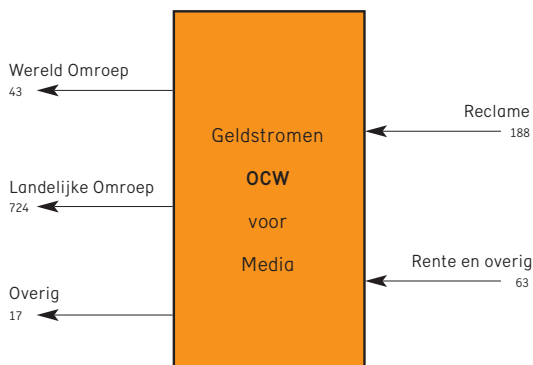 Wereld Omroep
43
Landelijke Omroep
724
Overig
17
Geldstromen
OCW
voor
Media
Reclame
188
Rente en overig
63